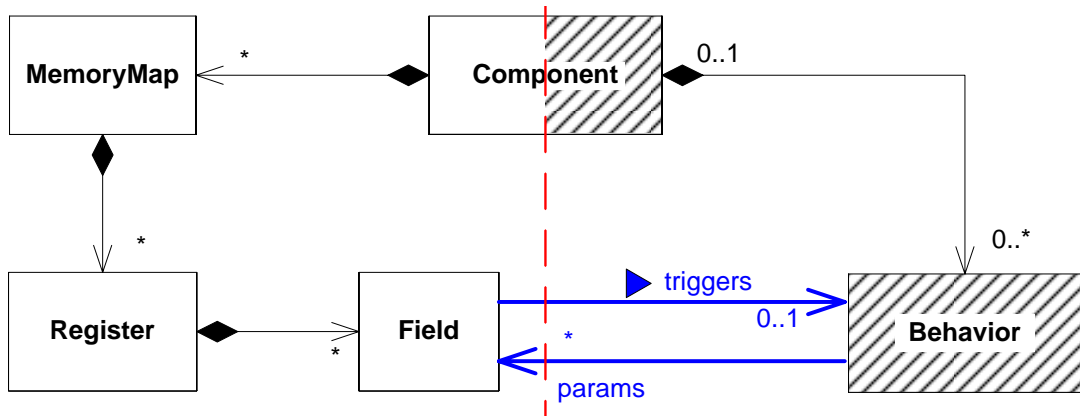 MemoryMap
*
Component
0..1
*
0..*
Register
*
Field
triggers
0..1
*
params
Behavior